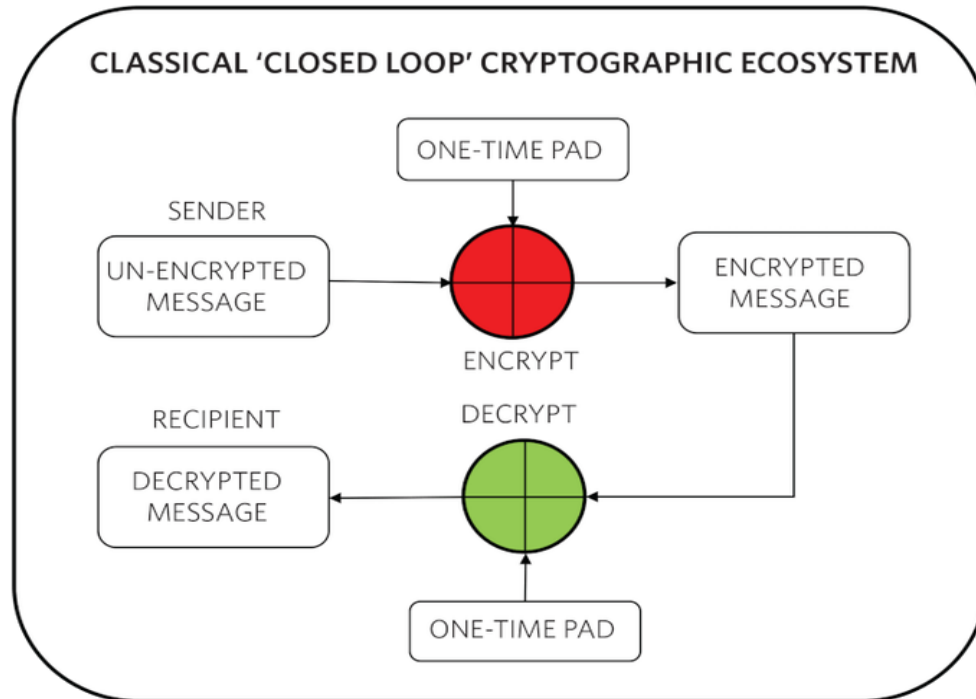 CLASSICAL ‘CLOSED LOOP’ CRYPTOGRAPHIC ECOSYSTEM
ONE-TIME PAD
SENDER
UN-ENCRYPTED
MESSAGE
ENCRYPTED
MESSAGE
ENCRYPT
RECIPIENT
DECRYPT
DECRYPTED
MESSAGE
ONE-TIME PAD